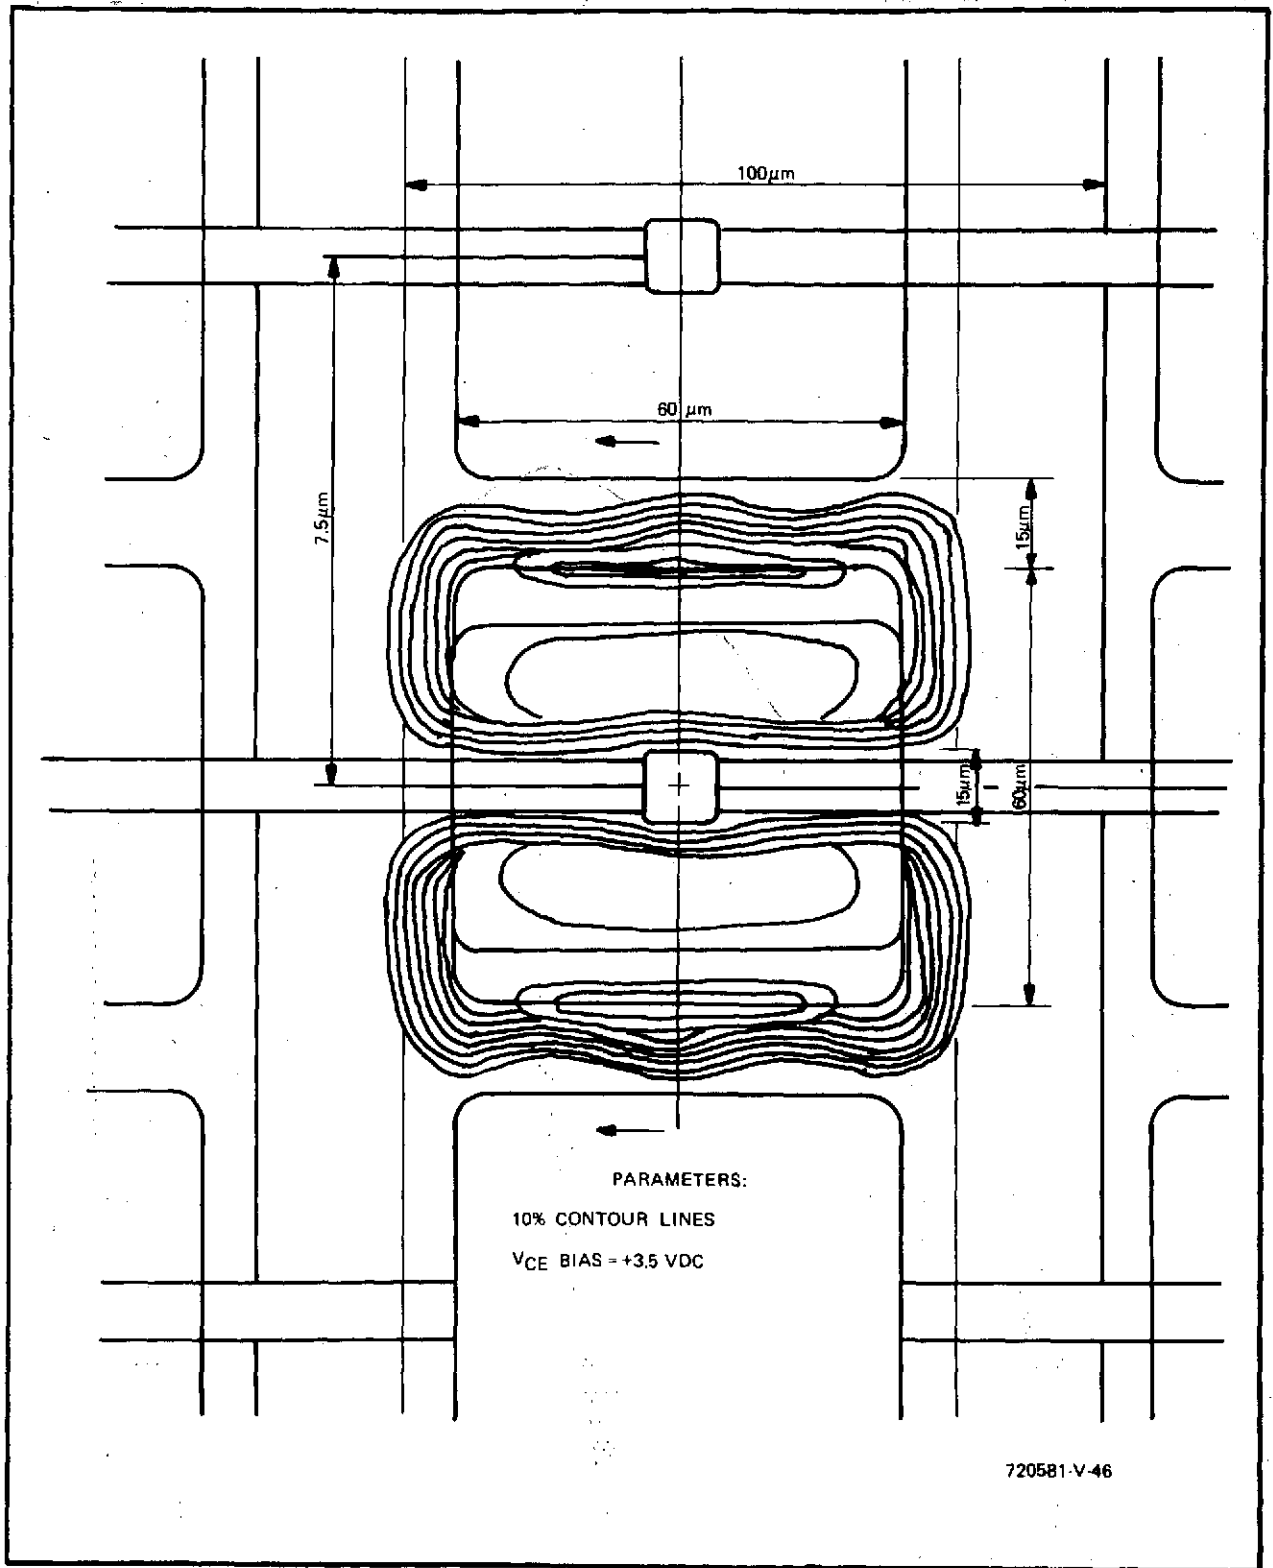 100μm
60 μm
7.5μm
15μm
15μm
60μm
PARAMETERS:
10% CONTOUR LINES
VCE BIAS = +3.5 VDC
720581-V-46